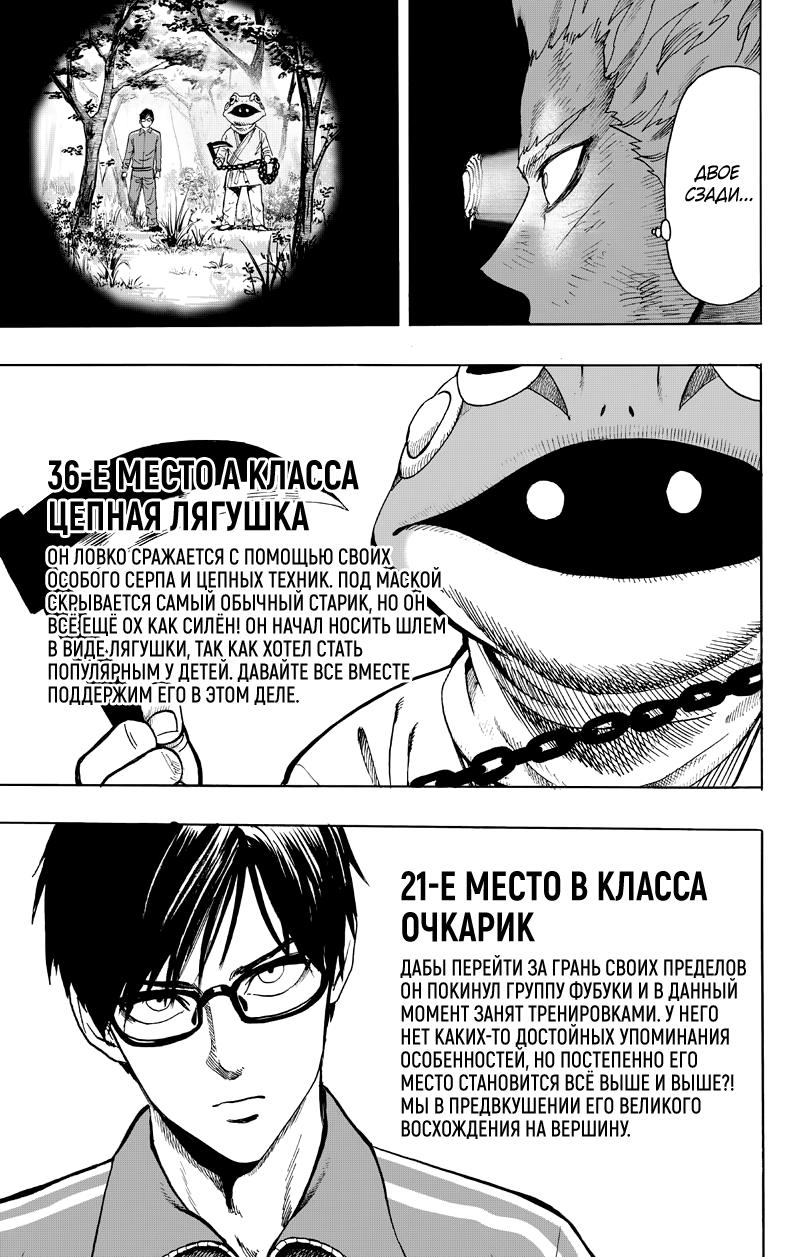 ДВОЕ
СЗАДИ...
36-Е МЕСТО А КЛАССА
ЦЕПНАЯ ЛЯГУШКА
ОН ЛОВКО СРАЖАЕТСЯ С ПОМОЩЬЮ СВОИХ
ОСОБОГО СЕРПА И ЦЕПНЫХ ТЕХНИК. ПОД МАСКОЙ
СКРЫВАЕТСЯ САМЫЙ ОБЫЧНЫЙ СТАРИК, НО ОН
ВСЁ ЕЩЁ ОХ КАК СИЛЁН! ОН НАЧАЛ НОСИТЬ ШЛЕМ
В ВИДЕ ЛЯГУШКИ, ТАК КАК ХОТЕЛ СТАТЬ
ПОПУЛЯРНЫМ У ДЕТЕЙ. ДАВАЙТЕ ВСЕ ВМЕСТЕ
ПОДДЕРЖИМ ЕГО В ЭТОМ ДЕЛЕ.
21-Е МЕСТО В КЛАССА
ОЧКАРИК
ДАБЫ ПЕРЕЙТИ ЗА ГРАНЬ СВОИХ ПРЕДЕЛОВ
ОН ПОКИНУЛ ГРУППУ ФУБУКИ И В ДАННЫЙ
МОМЕНТ ЗАНЯТ ТРЕНИРОВКАМИ. У НЕГО
НЕТ КАКИХ-ТО ДОСТОЙНЫХ УПОМИНАНИЯ
ОСОБЕННОСТЕЙ, НО ПОСТЕПЕННО ЕГО
МЕСТО СТАНОВИТСЯ ВСЁ ВЫШЕ И ВЫШЕ?!
МЫ В ПРЕДВКУШЕНИИ ЕГО ВЕЛИКОГО
ВОСХОЖДЕНИЯ НА ВЕРШИНУ.